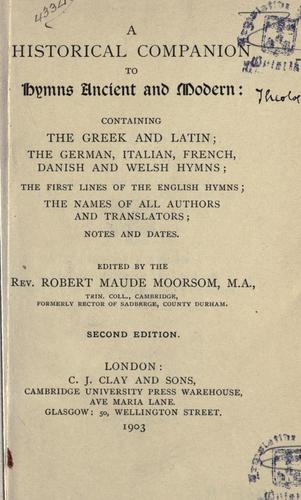 4334
A
HISTORICAL COMPANION
TO
Hymns Ancient and Modern:
Theolog
CONTAINING
THE GREEK AND LATIN;
THE GERMAN, ITALIAN, FRENCH,
DANISH AND WELSH HYMNS;
THE FIRST LINES OF THE ENGLISH HYMNS;
THE NAMES OF ALL AUTHORS
AND TRANSLATORS;
NOTES AND DATES.
EDITED BY THE
REV. ROBERT MAUDE MOORSOM, M.A.,
TRIN. COLL., CAMBRIDGE,
FORMERLY RECTOR OF SADBERGE, COUNTY DURHAM.
SECOND EDITION.
LONDON:
C. J. CLAY AND SONS,
CAMBRIDGE UNIVERSITY PRESS WAREHOUSE,
AVE MARIA LANE.
GLASGOW: 50, WELLINGTON STREET.
1903